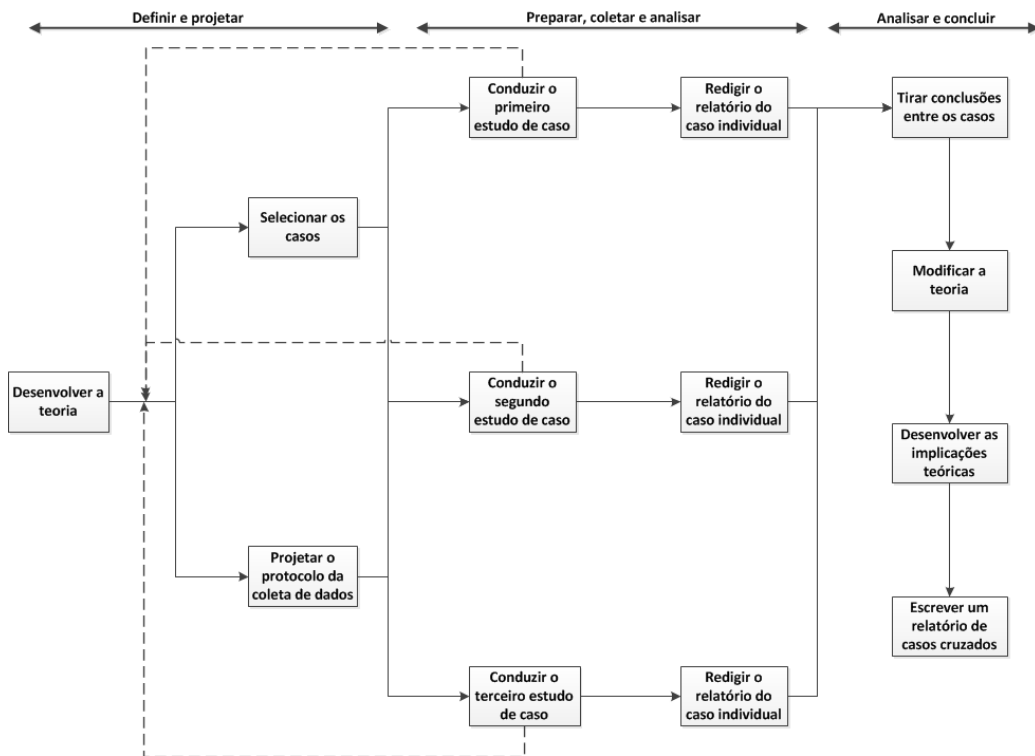 Definir e projetar
Preparar, coletar e analisar
Analisar e concluir
Desenvolver a
teoria
Selecionar os
casos
Projetar o
protocolo da
coleta de dados
Conduzir o
primeiro
estudo de caso
Redigir o
relatório do
caso individual
Conduzir o
segundo
estudo de caso
Redigir o
relatório do
caso individual
Conduzir o
terceiro estudo
de caso
Redigir o
relatório do
caso individual
Tirar conclusões
entre os casos
Modificar a
teoria
Desenvolver as
implicações
teóricas
Escrever um
relatório de
casos cruzados